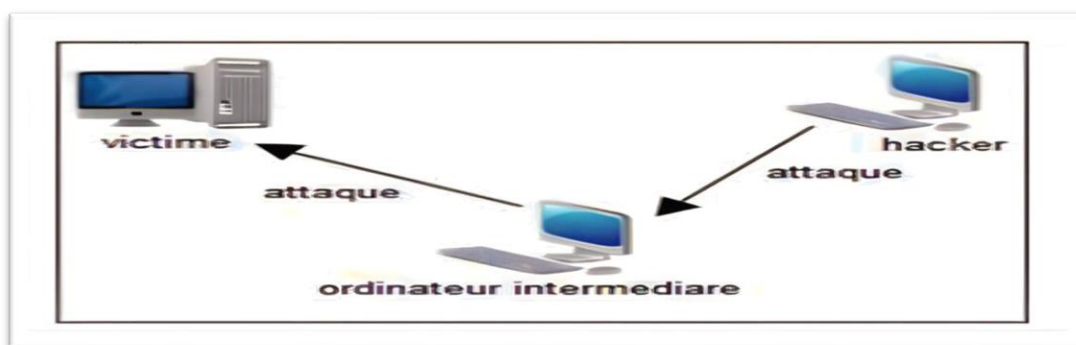 victime
hacker
attaque
attaque
ordinateur intermediare